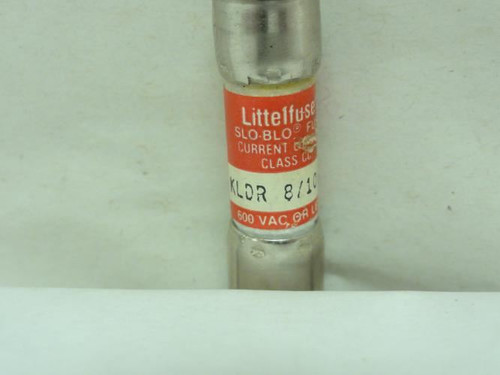 Littelfuse
SLO-BLO®
CURRENT
CLASS CC
KLDR 8/10
600 VAC, OR